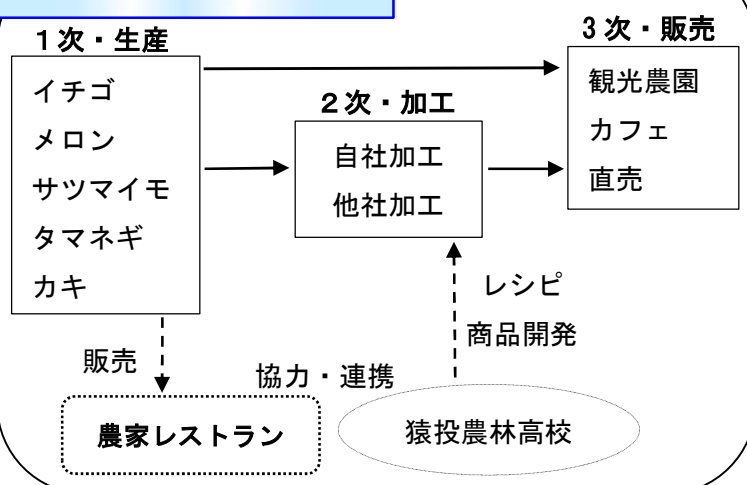 1次・生産
イチゴ
メロン
サツマイモ
タマネギ
カキ
2次・加工
自社加工
他社加工
3次・販売
観光農園
カフェ
直売
レシピ
商品開発
販売
協力・連携
農家レストラン
猿投農林高校